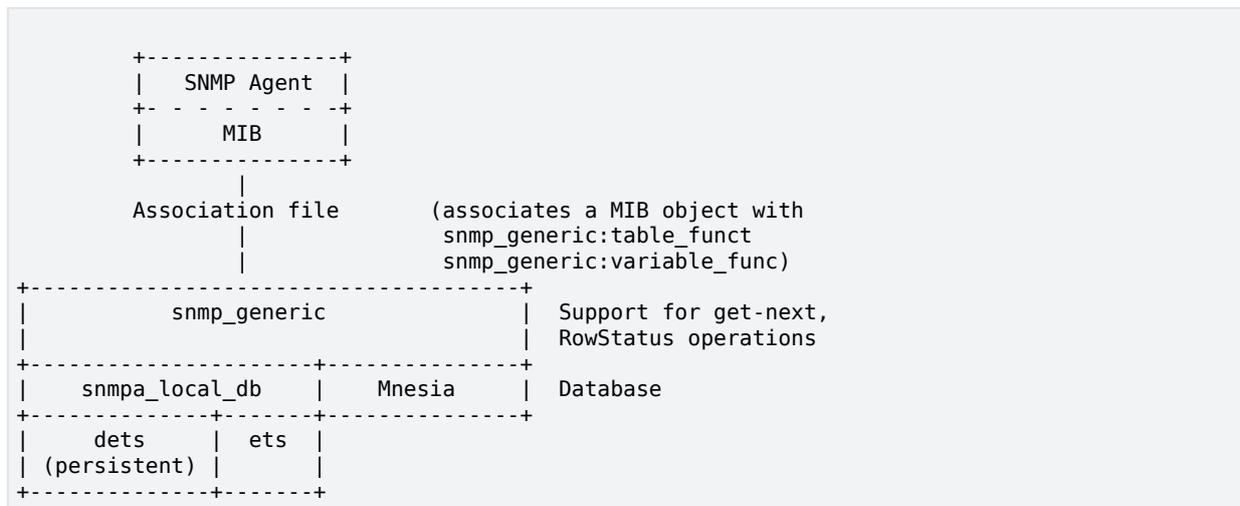 +---------------+
|   SNMP Agent  |
+- - - - - - - -+
|      MIB      |
+---------------+
|
Association file       (associates a MIB object with
|               snmp_generic:table_funct
|               snmp_generic:variable_func)
+--------------------------------------+
|           snmp_generic               |  Support for get-next,
|                                      |  RowStatus operations
+----------------------+---------------+
|    snmpa_local_db    |    Mnesia     |  Database
+--------------+-------+---------------+
|     dets     |  ets  |
| (persistent) |       |
+--------------+-------+